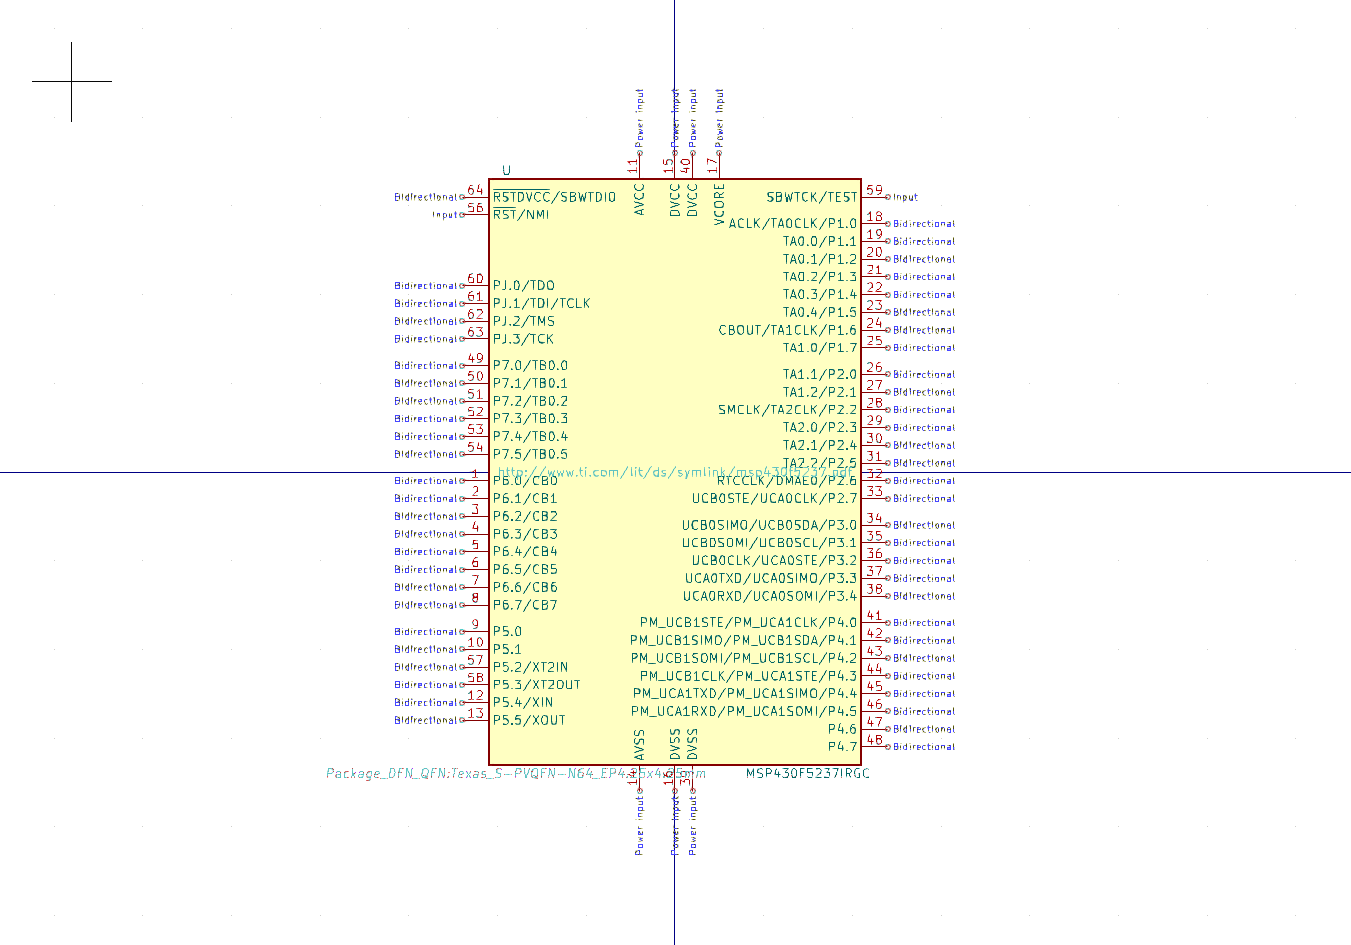 Power Input
Power Input
Power Input
Power Input
11
15
40
17
U
AVCC
DVCC
DVCC
VCORE
Bidirectional 64 RSTDVCC/SBWTDIO
Input 56 RST/NMI
Bidirectional 60 PJ.0/TDO
Bidirectional 61 PJ.1/TDI/TCLK
Bidirectional 62 PJ.2/TMS
Bidirectional 63 PJ.3/TCK
Bidirectional 49 P7.0/TB0.0
Bidirectional 50 P7.1/TB0.1
Bidirectional 51 P7.2/TB0.2
Bidirectional 52 P7.3/TB0.3
Bidirectional 53 P7.4/TB0.4
Bidirectional 54 P7.5/TB0.5
http://www.ti.com/lit/ds/symlink/msp430f5237.pdf
Bidirectional 1 P6.0/CB0
Bidirectional 2 P6.1/CB1
Bidirectional 3 P6.2/CB2
Bidirectional 4 P6.3/CB3
Bidirectional 5 P6.4/CB4
Bidirectional 6 P6.5/CB5
Bidirectional 7 P6.6/CB6
Bidirectional 8 P6.7/CB7
Bidirectional 9 P5.0
Bidirectional 10 P5.1
Bidirectional 57 P5.2/XT2IN
Bidirectional 58 P5.3/XT2OUT
Bidirectional 12 P5.4/XIN
Bidirectional 13 P5.5/XOUT
SBWTCK/TEST 59 Input
ACLK/TA0CLK/P1.0 18 Bidirectional
TA0.0/P1.1 19 Bidirectional
TA0.1/P1.2 20 Bidirectional
TA0.2/P1.3 21 Bidirectional
TA0.3/P1.4 22 Bidirectional
TA0.4/P1.5 23 Bidirectional
CBOUT/TA1CLK/P1.6 24 Bidirectional
TA1.0/P1.7 25 Bidirectional
TA1.1/P2.0 26 Bidirectional
TA1.2/P2.1 27 Bidirectional
SMCLK/TA2CLK/P2.2 28 Bidirectional
TA2.0/P2.3 29 Bidirectional
TA2.1/P2.4 30 Bidirectional
TA2.2/P2.5 31 Bidirectional
RTCCLK/DMAE0/P2.6 32 Bidirectional
UCB0STE/UCA0CLK/P2.7 33 Bidirectional
UCB0SIMO/UCB0SDA/P3.0 34 Bidirectional
UCB0SOMI/UCB0SCL/P3.1 35 Bidirectional
UCB0CLK/UCA0STE/P3.2 36 Bidirectional
UCA0TXD/UCA0SIMO/P3.3 37 Bidirectional
UCA0RXD/UCA0SOMI/P3.4 38 Bidirectional
PM_UCB1STE/PM_UCA1CLK/P4.0 41 Bidirectional
PM_UCB1SIMO/PM_UCB1SDA/P4.1 42 Bidirectional
PM_UCB1SOMI/PM_UCB1SCL/P4.2 43 Bidirectional
PM_UCB1CLK/PM_UCA1STE/P4.3 44 Bidirectional
PM_UCA1TXD/PM_UCA1SIMO/P4.4 45 Bidirectional
PM_UCA1RXD/PM_UCA1SOMI/P4.5 46 Bidirectional
P4.6 47 Bidirectional
P4.7 48 Bidirectional
AVSS
DVSS
DVSS
Package_DFN_QFN:Texas_S-PVQFN-N64_EP4.25x4.25mm
MSP430F5237IRGC
Power Input
Power Input
Power Input